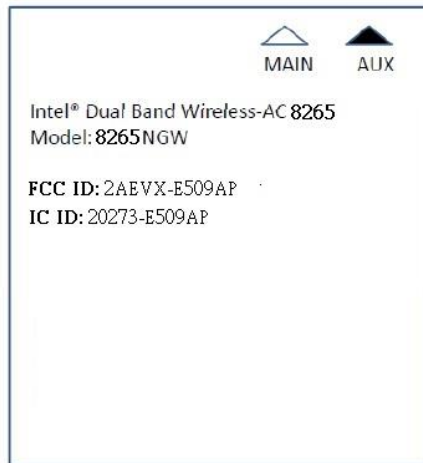 MAIN AUX
Intel® Dual Band Wireless-AC 8265
Model: 8265NGW
FCC ID: 2AEVX-E509AP
IC ID: 20273-E509AP